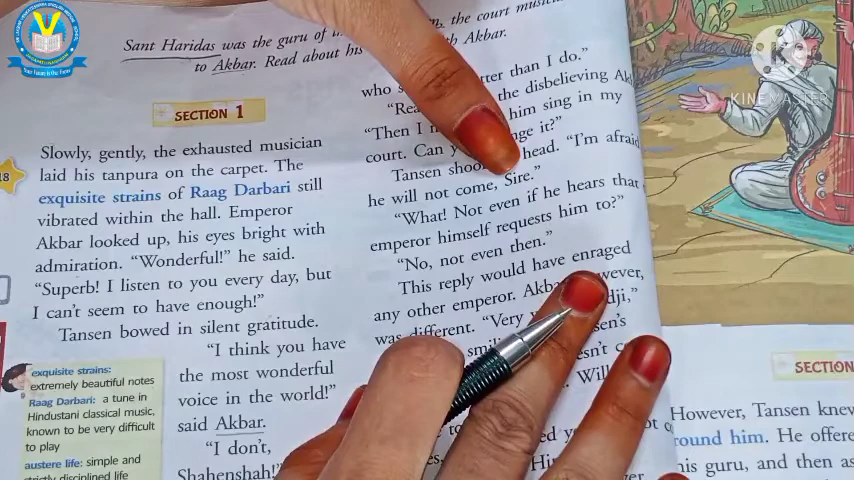 Sant Haridas was the guru of the court musi
to Akbar. Read about his Akbar.
SECTION 1
Slowly, gently, the exhausted musician
laid his tanpura on the carpet. The
exquisite strains of Raag Darbari still
vibrated within the hall. Emperor
Akbar looked up, his eyes bright with
admiration. “Wonderful!” he said.
“Superb! I listen to you every day, but
I can’t seem to have enough!”
Tansen bowed in silent gratitude.
“I think you have
the most wonderful
voice in the world!”
said Akbar.
“I don’t,
Shahenshah!
exquisite strains:
extremely beautiful notes
Raag Darbari: a tune in
Hindustani classical music,
known to be very difficult
to play
austere life: simple and
strictly disciplined life
who tter than I do.”
the disbelieving Ak
“Then I him sing in my
court. Can y ge it?”
Tansen shoo head. “I’m afraid
he will not come, Sire.”
“What! Not even if he hears that
emperor himself requests him to?”
“No, not even then.”
This reply would have enraged
any other emperor. Akba wever,
was different. “Very dji,”
smil sen’s
esn’t c
Will
KINEMASTER
SECTION
However, Tansen knew
round him. He offere
his guru, and then as